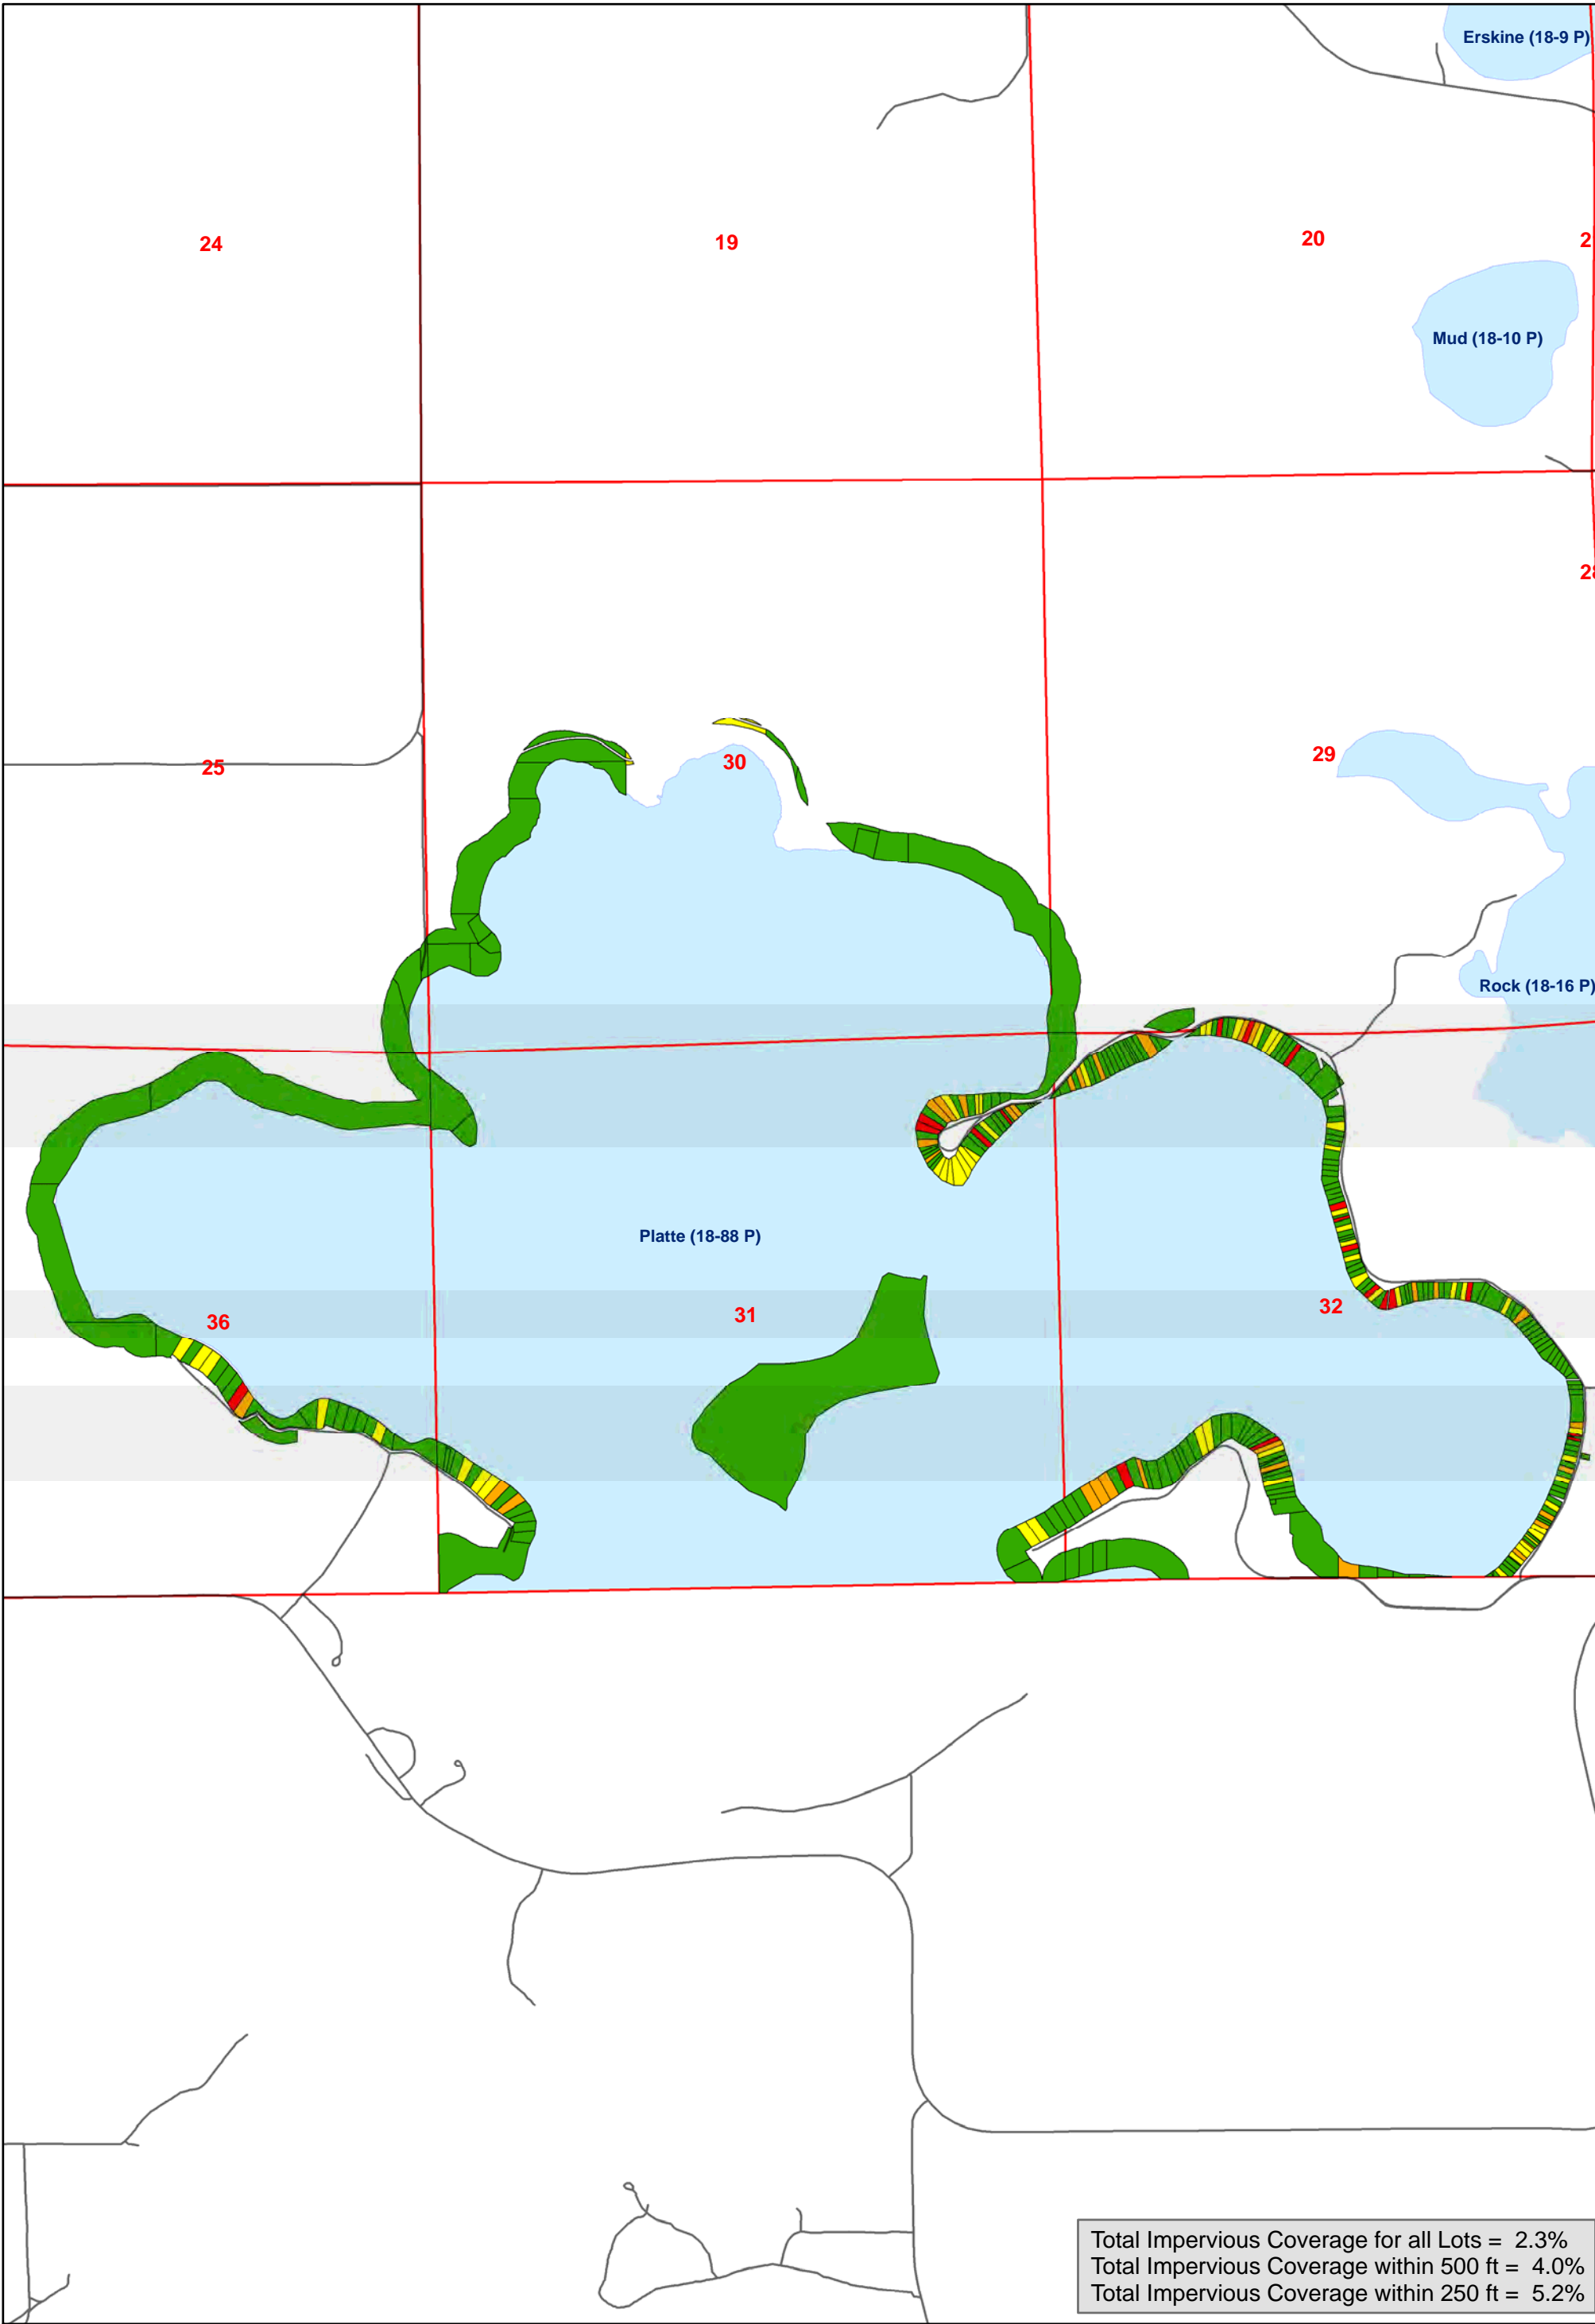 Erskine (18-9 P)
24
19
20
2
Mud (18-10 P)
28
25
30
29
Rock (18-16 P)
Platte (18-88 P)
36
31
32
Total Impervious Coverage for all Lots = 2.3%
Total Impervious Coverage within 500 ft = 4.0%
Total Impervious Coverage within 250 ft = 5.2%